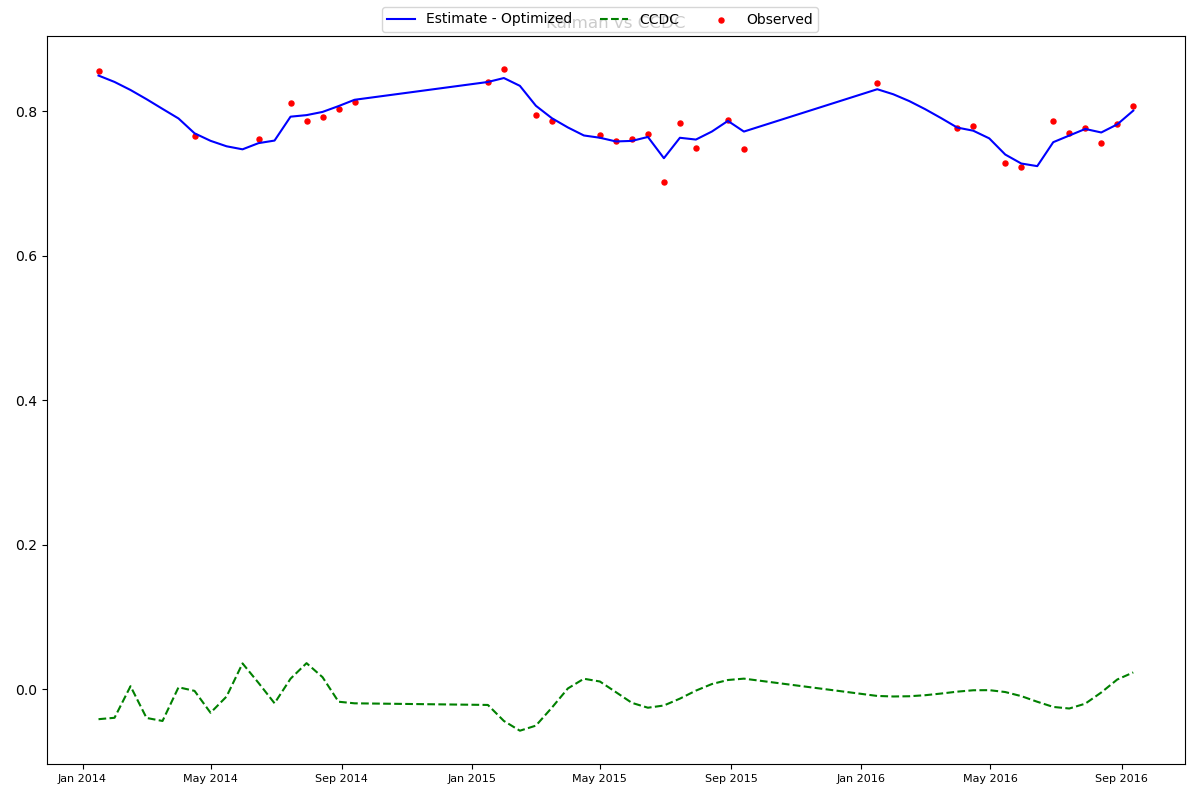 Kalman vs CCDC
Estimate - Optimized CCDC Observed
0.8
0.6
0.4
0.2
0.0
Jan 2014 May 2014 Sep 2014 Jan 2015 May 2015 Sep 2015 Jan 2016 May 2016 Sep 2016